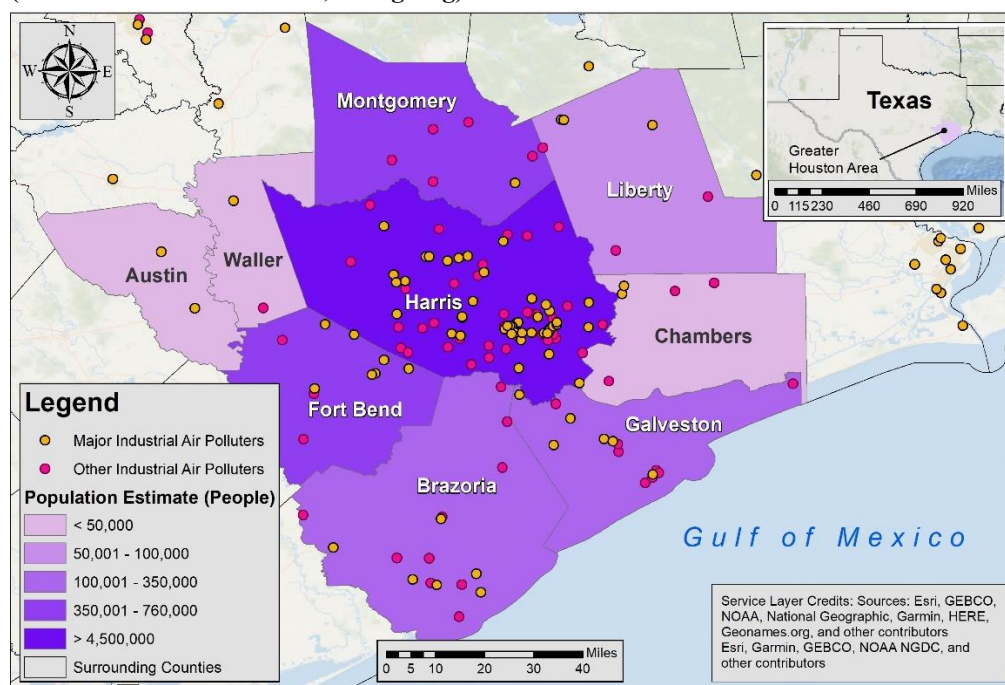 N
W E
S
Montgomery
Liberty
Waller
Austin
Harris
Chambers
Fort Bend
Galveston
Brazoria
Gulf of Mexico
Texas
Greater
Houston Area
Miles
0 115 230 460 690 920
Legend
Major Industrial Air Polluters
Other Industrial Air Polluters
Population Estimate (People)
< 50,000
50,001 - 100,000
100,001 - 350,000
350,001 - 760,000
> 4,500,000
Surrounding Counties
Miles
0 5 10 20 30 40
Service Layer Credits: Sources: Esri, GEBCO,
NOAA, National Geographic, Garmin, HERE,
Geonames.org, and other contributors
Esri, Garmin, GEBCO, NOAA NGDC, and
other contributors